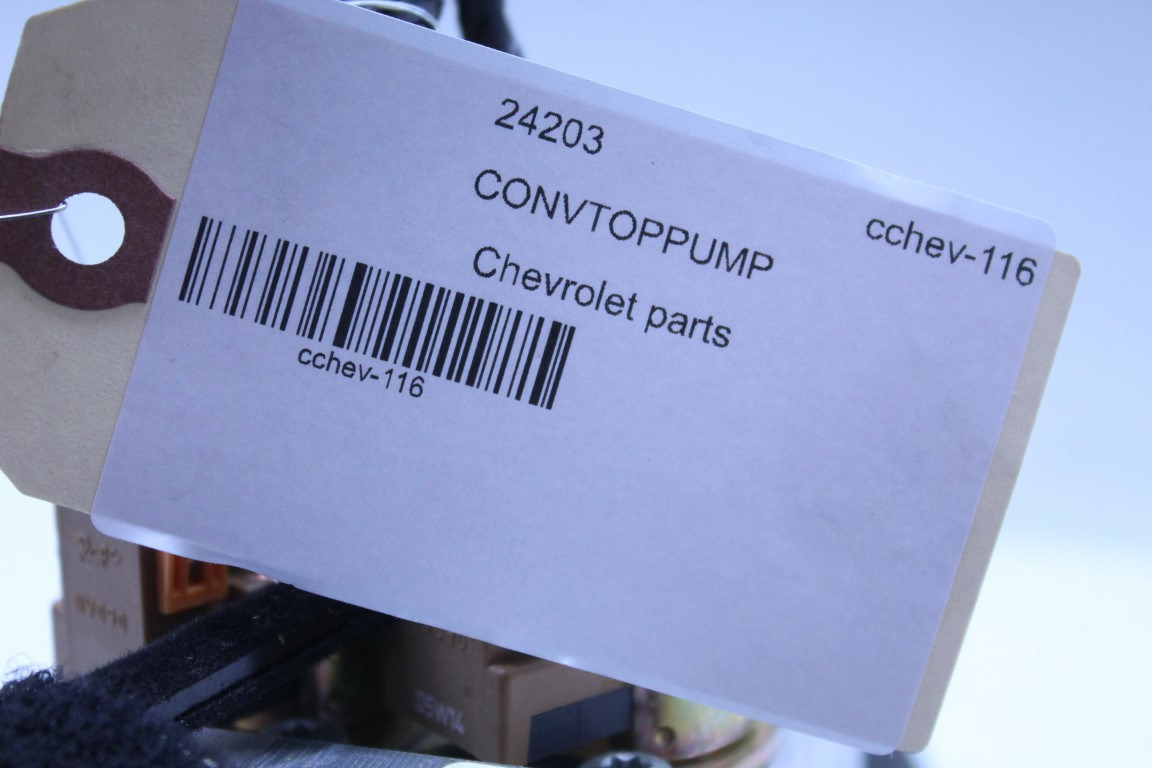 24203
CONVTOPPUMP
cchev-116
Chevrolet parts
cchev-116